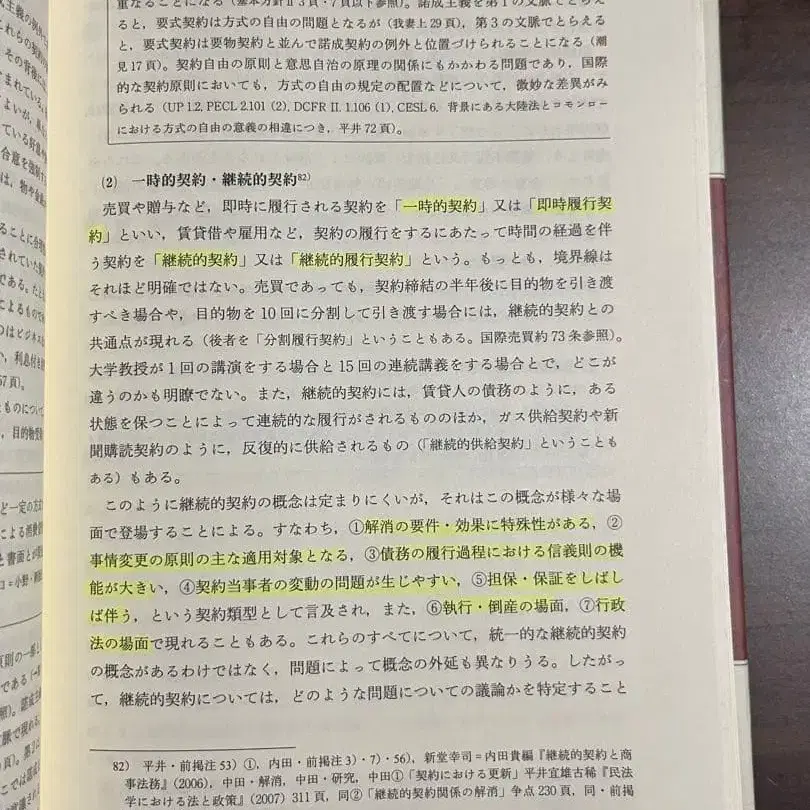 重なることになる(基本方針Ⅱ3頁・7頁以下参照)。諾成主義を第1の文脈でとらえ
ると,要式契約は方式の自由の問題となるが(我妻上29頁),第3の文脈でとらえる
と,要式契約は要物契約と並んで諾成契約の例外と位置づけられることになる(潮
見17頁)。契約自由の原則と意思自治の原理の関係にもかかわる問題であり,国際
的な契約原則においても,方式の自由の規定の配置などについて,微妙な差異がみ
られる(UP 1.2, PECL 2.101 (2), DCFR II. 1.106 (1), CESL 6. 背景にある大陸法とコモンロー
における方式の自由の意義の相違につき,平井72頁)。
(2) 一時的契約・継続的契約82)
売買や贈与など,即時に履行される契約を「一時的契約」又は「即時履行契
約」といい,賃貸借や雇用など,契約の履行をするにあたって時間の経過を伴
う契約を「継続的契約」又は「継続的履行契約」という。もっとも,境界線は
それほど明確ではない。売買であっても,契約締結の半年後に目的物を引き渡
すべき場合や,目的物を10回に分割して引き渡す場合には,継続的契約との
共通点が現れる(後者を「分割履行契約」ということもある。国際売買約73条参照)。
大学教授が1回の講演をする場合と15回の連続講義をする場合とで,どこが
違うのかも明瞭でない。また,継続的契約には,賃貸人の債務のように,ある
状態を保つことによって連続的な履行がされるもののほか,ガス供給契約や新
聞購読契約のように,反復的に供給されるもの(「継続的供給契約」ということも
ある)もある。
このように継続的契約の概念は定まりにくいが,それはこの概念が様々な場
面で登場することによる。すなわち,①解消の要件・効果に特殊性がある,②
事情変更の原則の主な適用対象となる,③債務の履行過程における信義則の機
能が大きい,④契約当事者の変動の問題が生じやすい,⑤担保・保証をしばし
ば伴う,という契約類型として言及され,また,⑥執行・倒産の場面,⑦行政
法の場面で現れることもある。これらのすべてについて,統一的な継続的契約
の概念があるわけではなく,問題によって概念の外延も異なりうる。したがっ
て,継続的契約については,どのような問題についての議論かを特定すること
82) 平井・前掲注53)①,内田・前掲注3)・7)・56),新堂幸司=内田貴編『継続的契約と商
事法務』(2006),中田・解消,中田・研究,中田①「契約における更新」平井宜雄古稀『民法
学における法と政策』(2007)311頁,同②「継続的契約関係の解消」争点230頁,同・前掲